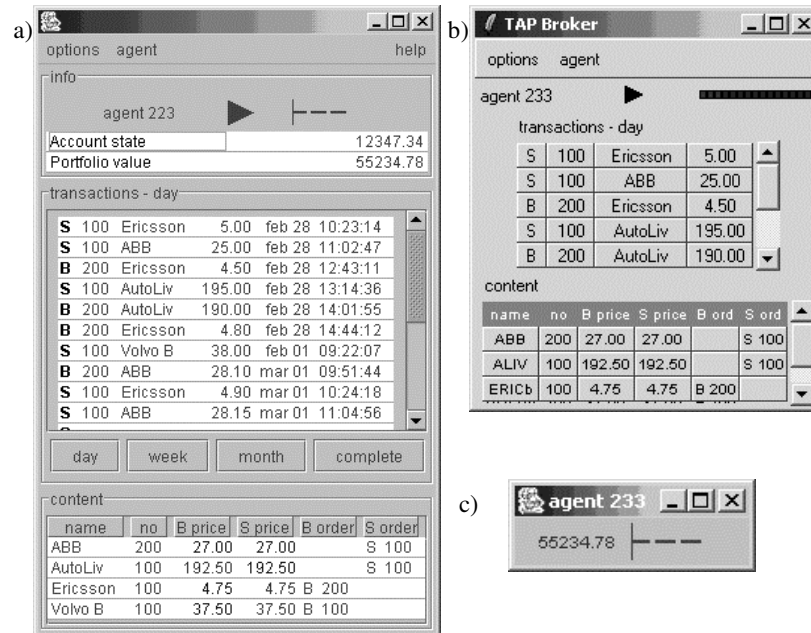 a)
options agent help
info
agent 223
Account state 12347.34
Portfolio value 55234.78
transactions - day
S 100 Ericsson 5.00 feb 28 10:23:14
S 100 ABB 25.00 feb 28 11:02:47
B 200 Ericsson 4.50 feb 28 12:43:11
S 100 AutoLiv 195.00 feb 28 13:14:36
B 200 AutoLiv 190.00 feb 28 14:01:55
B 200 Ericsson 4.80 feb 28 14:44:12
S 100 Volvo B 38.00 feb 01 09:22:07
B 200 ABB 28.10 mar 01 09:51:44
S 100 Ericsson 4.90 mar 01 10:24:18
S 100 ABB 28.15 mar 01 11:04:56
day week month complete
content
name no B price S price B order S order
ABB 200 27.00 27.00 S 100
AutoLiv 100 192.50 192.50 S 100
Ericsson 100 4.75 4.75 B 200
Volvo B 100 37.50 37.50 B 100
b)
TAP Broker
options agent
agent 233
transactions - day
S 100 Ericsson 5.00
S 100 ABB 25.00
B 200 Ericsson 4.50
S 100 AutoLiv 195.00
B 200 AutoLiv 190.00
content
name no B price S price B ord S ord
ABB 200 27.00 27.00 S 100
ALIV 100 192.50 192.50 S 100
ERICb 100 4.75 4.75 B 200
c)
agent 233
55234.78